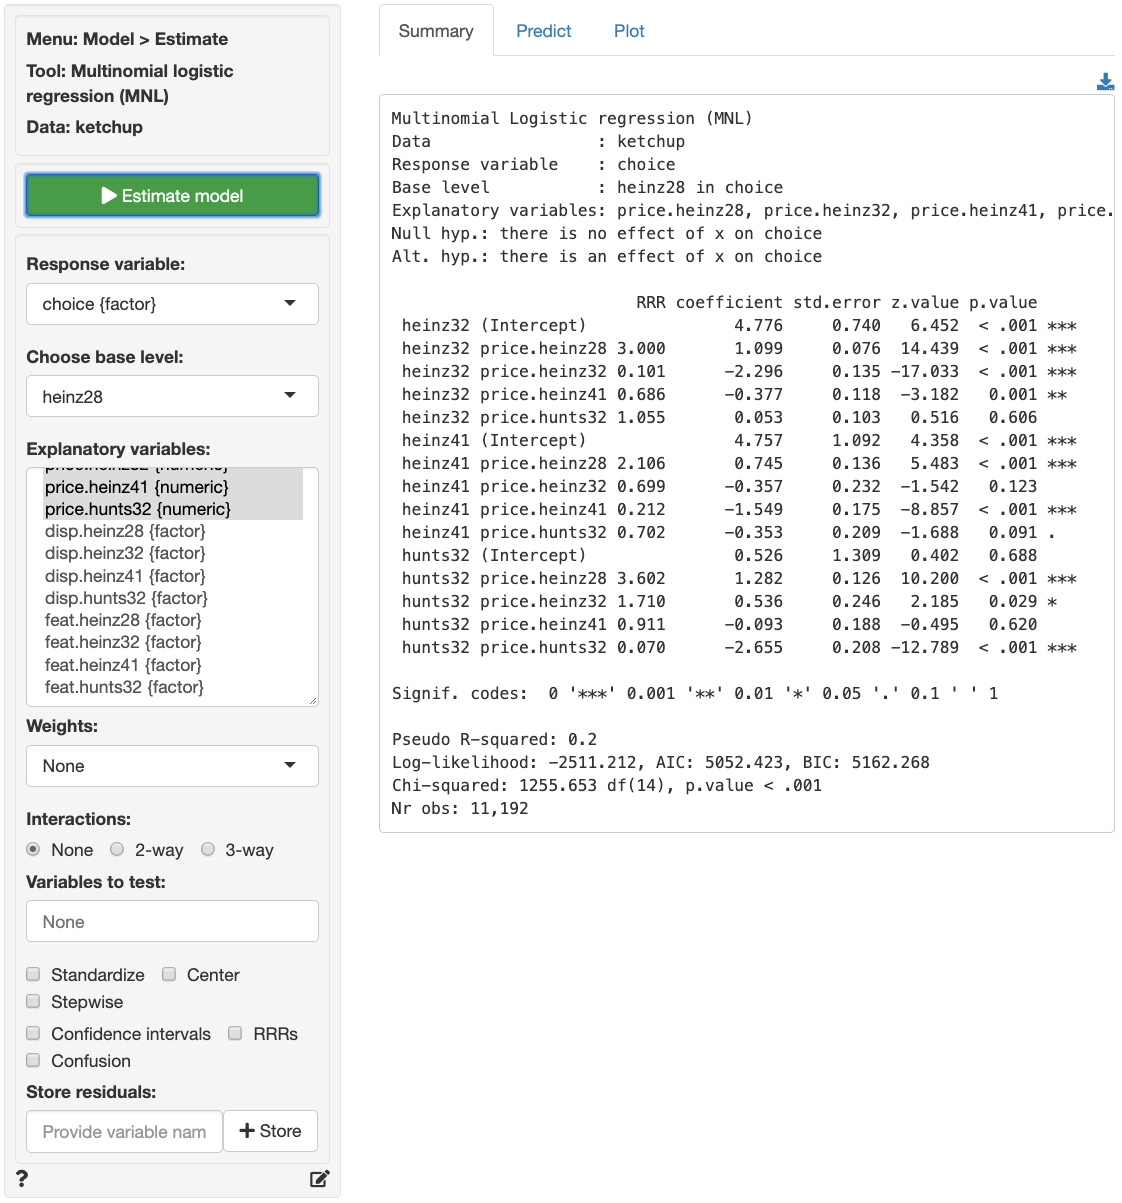 Menu: Model > Estimate
Tool: Multinomial logistic
regression (MNL)
Data: ketchup
Estimate model
Response variable:
choice {factor}
Choose base level:
heinz28
Explanatory variables:
price.heinz32 {numeric}
price.heinz41 {numeric}
price.hunts32 {numeric}
disp.heinz28 {factor}
disp.heinz32 {factor}
disp.heinz41 {factor}
disp.hunts32 {factor}
feat.heinz28 {factor}
feat.heinz32 {factor}
feat.heinz41 {factor}
feat.hunts32 {factor}
Weights:
None
Interactions:
None 2-way 3-way
Variables to test:
None
Standardize Center
Stepwise
Confidence intervals RRRs
Confusion
Store residuals:
Provide variable nam + Store
?
Summary Predict Plot
Multinomial Logistic regression (MNL)
Data : ketchup
Response variable : choice
Base level : heinz28 in choice
Explanatory variables: price.heinz28, price.heinz32, price.heinz41, price.
Null hyp.: there is no effect of x on choice
Alt. hyp.: there is an effect of x on choice
RRR coefficient std.error z.value p.value
heinz32 (Intercept) 4.776 0.740 6.452 < .001 ***
heinz32 price.heinz28 3.000 1.099 0.076 14.439 < .001 ***
heinz32 price.heinz32 0.101 -2.296 0.135 -17.033 < .001 ***
heinz32 price.heinz41 0.686 -0.377 0.118 -3.182 0.001 **
heinz32 price.hunts32 1.055 0.053 0.103 0.516 0.606
heinz41 (Intercept) 4.757 1.092 4.358 < .001 ***
heinz41 price.heinz28 2.106 0.745 0.136 5.483 < .001 ***
heinz41 price.heinz32 0.699 -0.357 0.232 -1.542 0.123
heinz41 price.heinz41 0.212 -1.549 0.175 -8.857 < .001 ***
heinz41 price.hunts32 0.702 -0.353 0.209 -1.688 0.091 .
hunts32 (Intercept) 0.526 1.309 0.402 0.688
hunts32 price.heinz28 3.602 1.282 0.126 10.200 < .001 ***
hunts32 price.heinz32 1.710 0.536 0.246 2.185 0.029 *
hunts32 price.heinz41 0.911 -0.093 0.188 -0.495 0.620
hunts32 price.hunts32 0.070 -2.655 0.208 -12.789 < .001 ***
Signif. codes: 0 '***' 0.001 '**' 0.01 '*' 0.05 '.' 0.1 ' ' 1
Pseudo R-squared: 0.2
Log-likelihood: -2511.212, AIC: 5052.423, BIC: 5162.268
Chi-squared: 1255.653 df(14), p.value < .001
Nr obs: 11,192